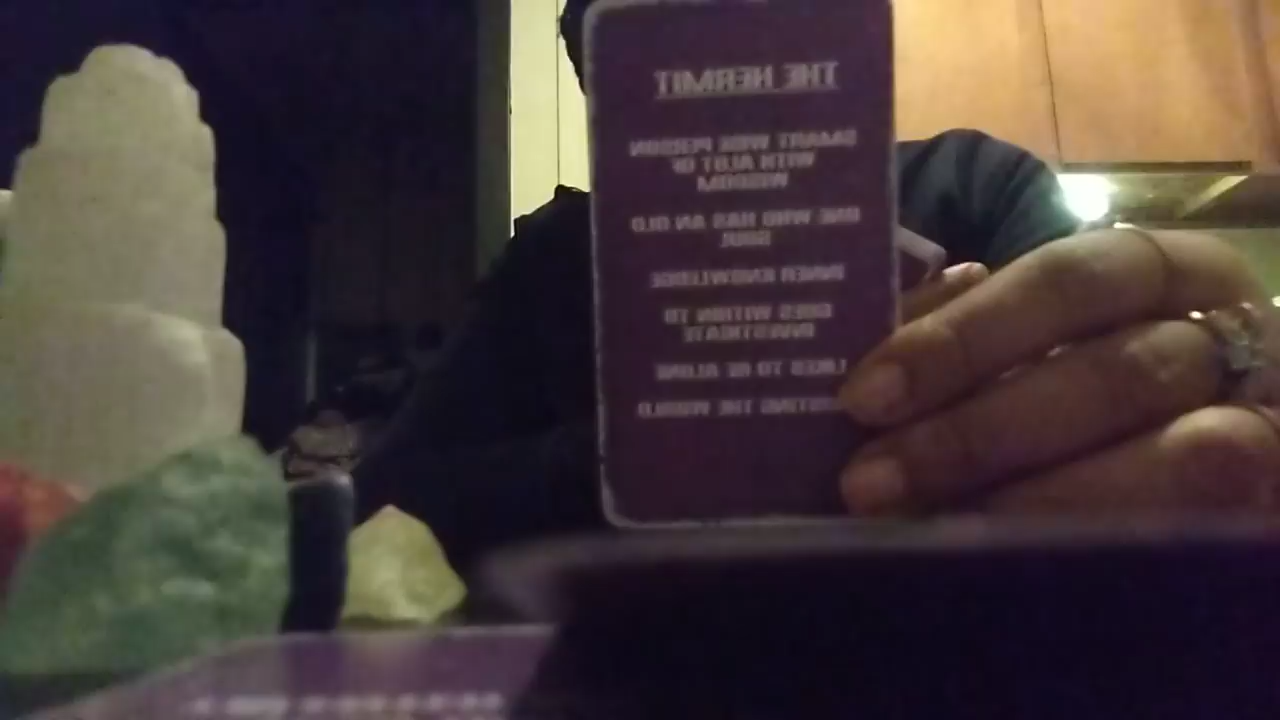 THE HERMIT
SMART WISE PERSON
WITH ALOT OF
WISDOM
ONE WHO HAS AN OLD
SOUL
INNER KNOWLEDGE
GOES WITHIN TO
INVESTIGATE
LIKES TO BE ALONE
THE WORLD